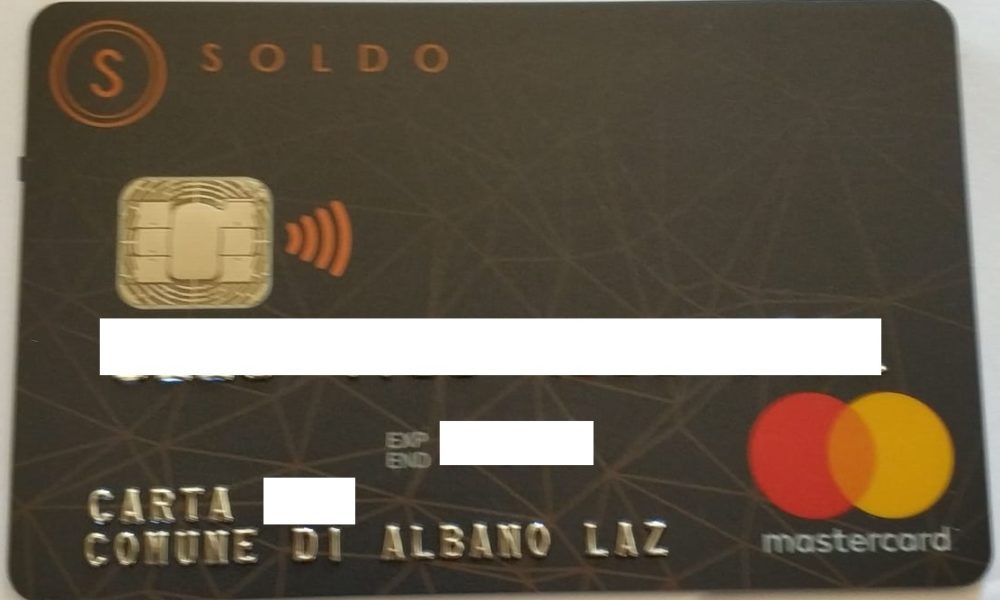 S SOLDO
EXP
END
CARTA
COMUNE DI ALBANO LAZ
mastercard